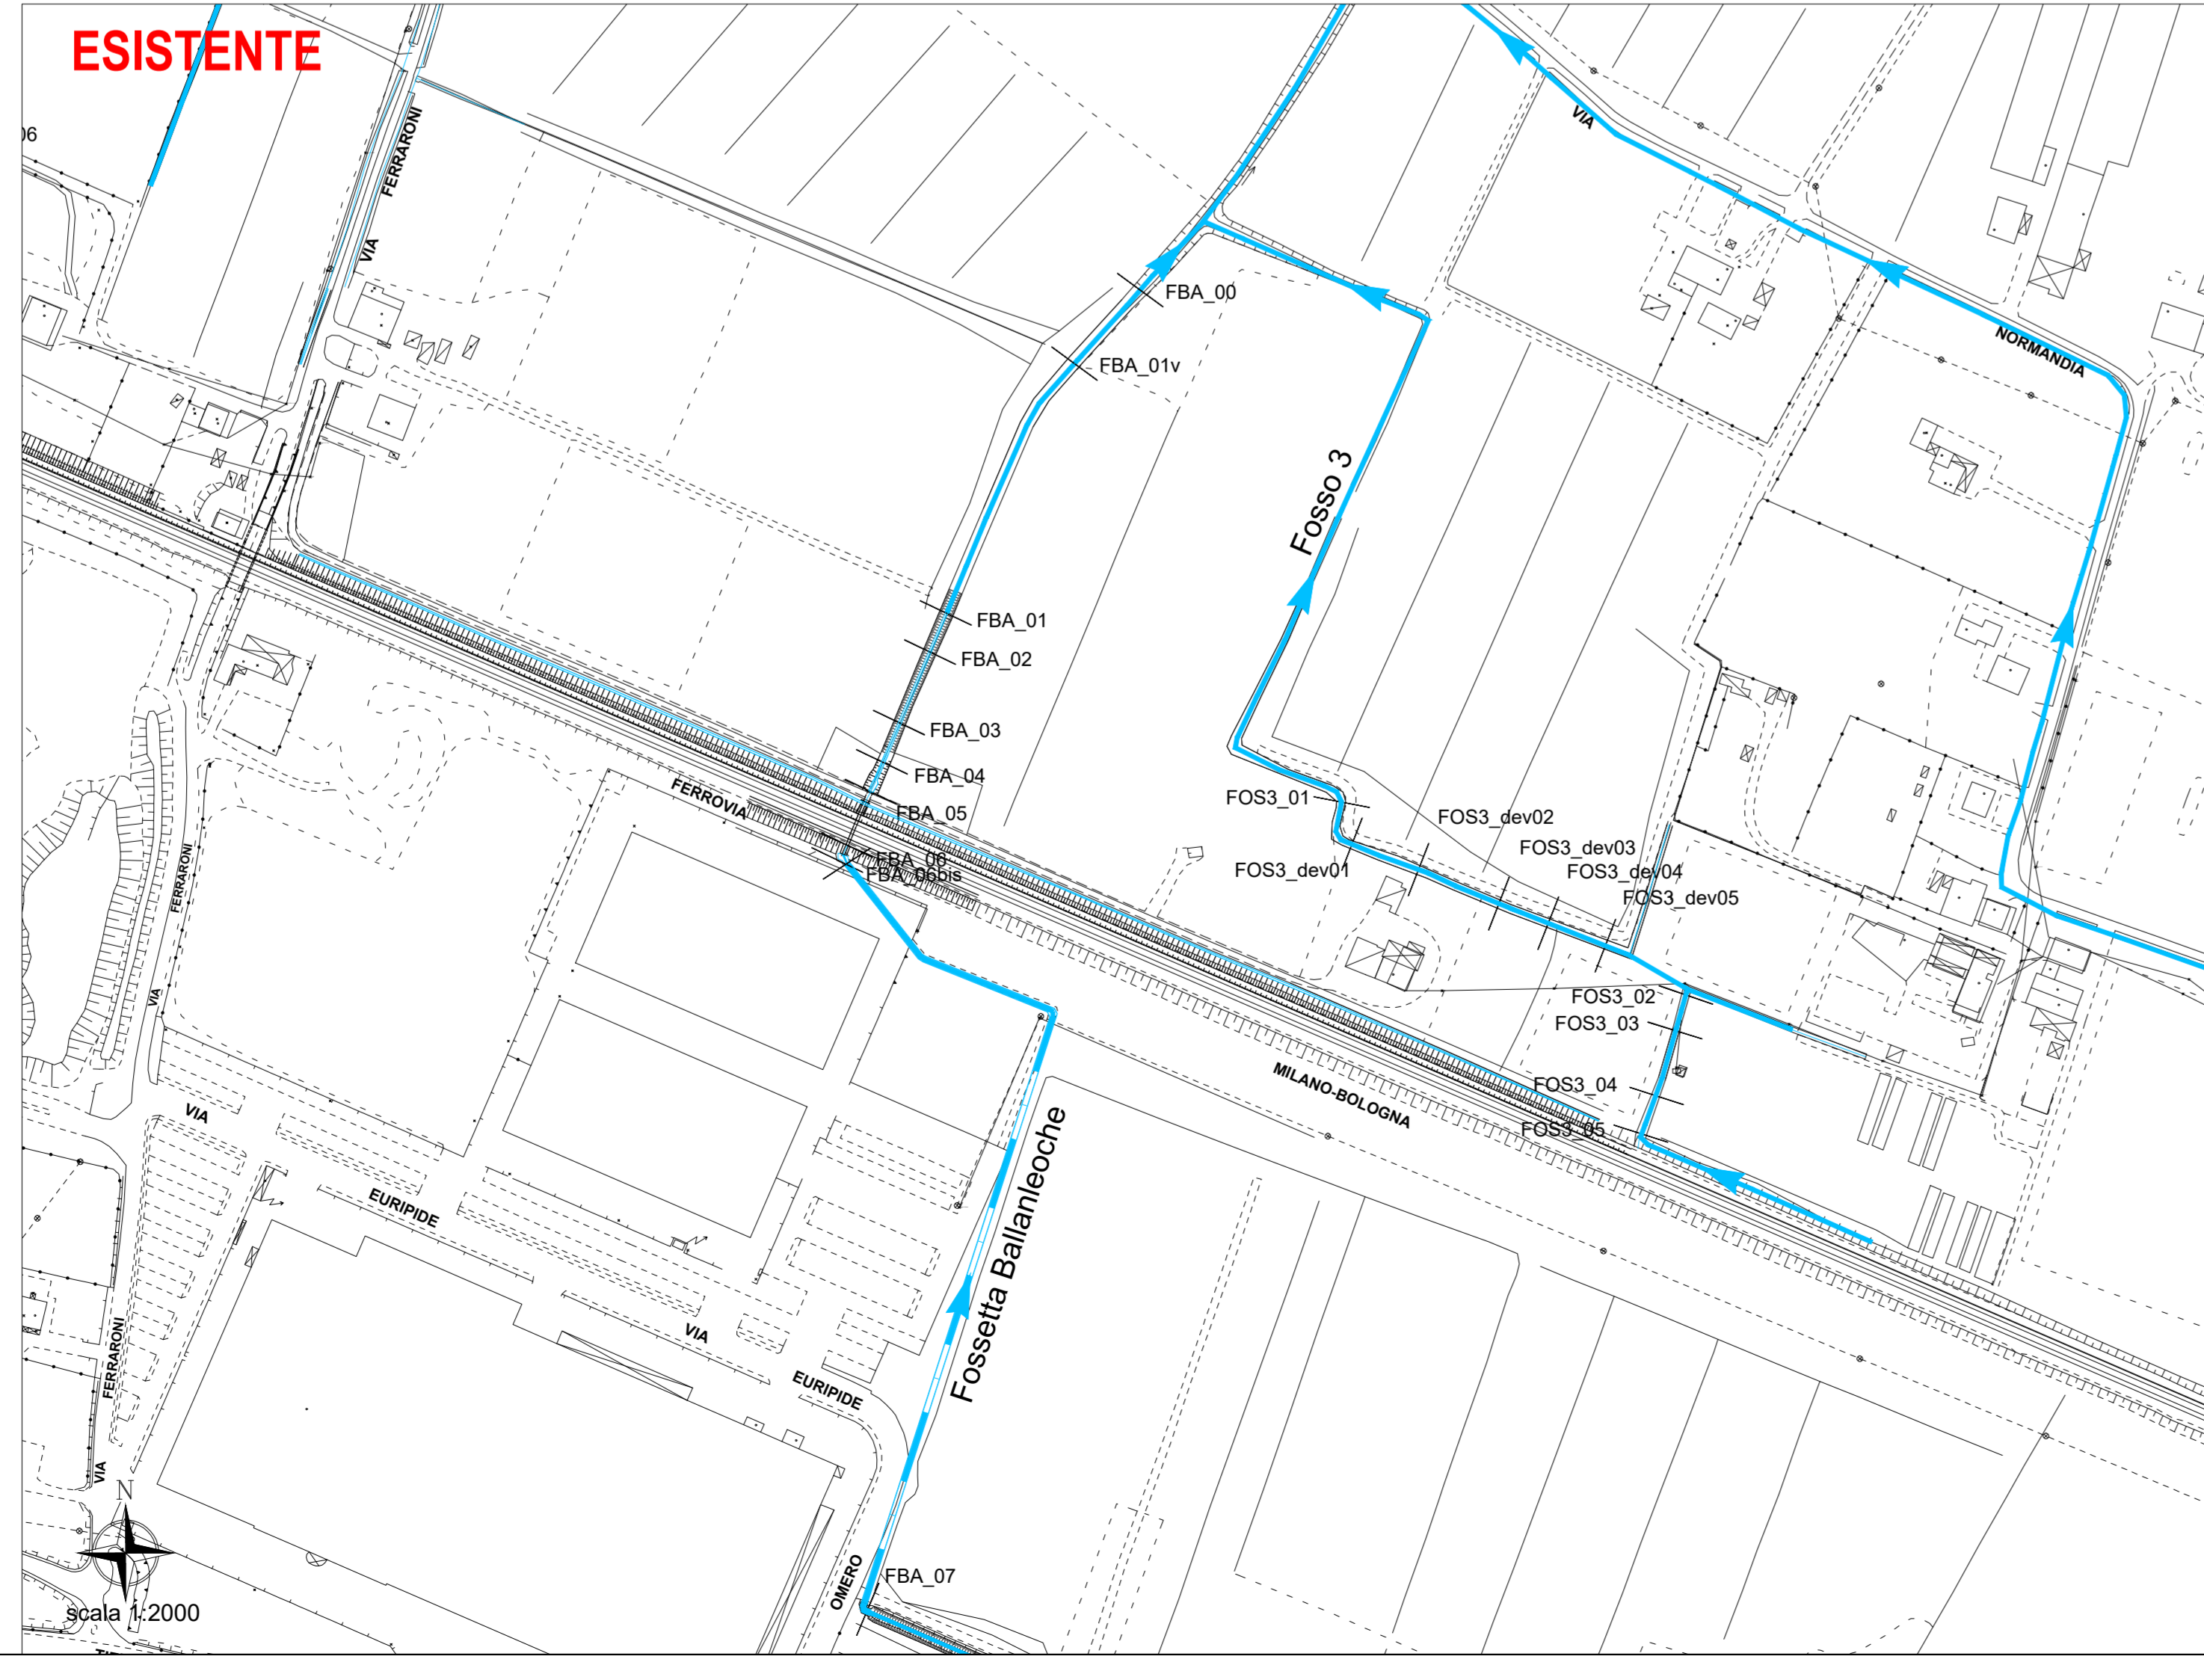 ESISTENTE
06
VIA FERRARONI
VIA
NORMANDIA
FBA_00
FBA_01v
Fosso 3
FBA_01
FBA_02
FBA_03
FBA_04
FBA_05
FERROVIA
FBA_06
FBA_06bis
FOS3_01
FOS3_dev02
FOS3_dev03
FOS3_dev01
FOS3_dev04
FOS3_dev05
FOS3_02
FOS3_03
FOS3_04
FOS3_05
MILANO-BOLOGNA
VIA FERRARONI
VIA
EURIPIDE
VIA
EURIPIDE
Fossetta Ballanleoche
VIA FERRARONI
OMERO
FBA_07
N
scala 1:2000